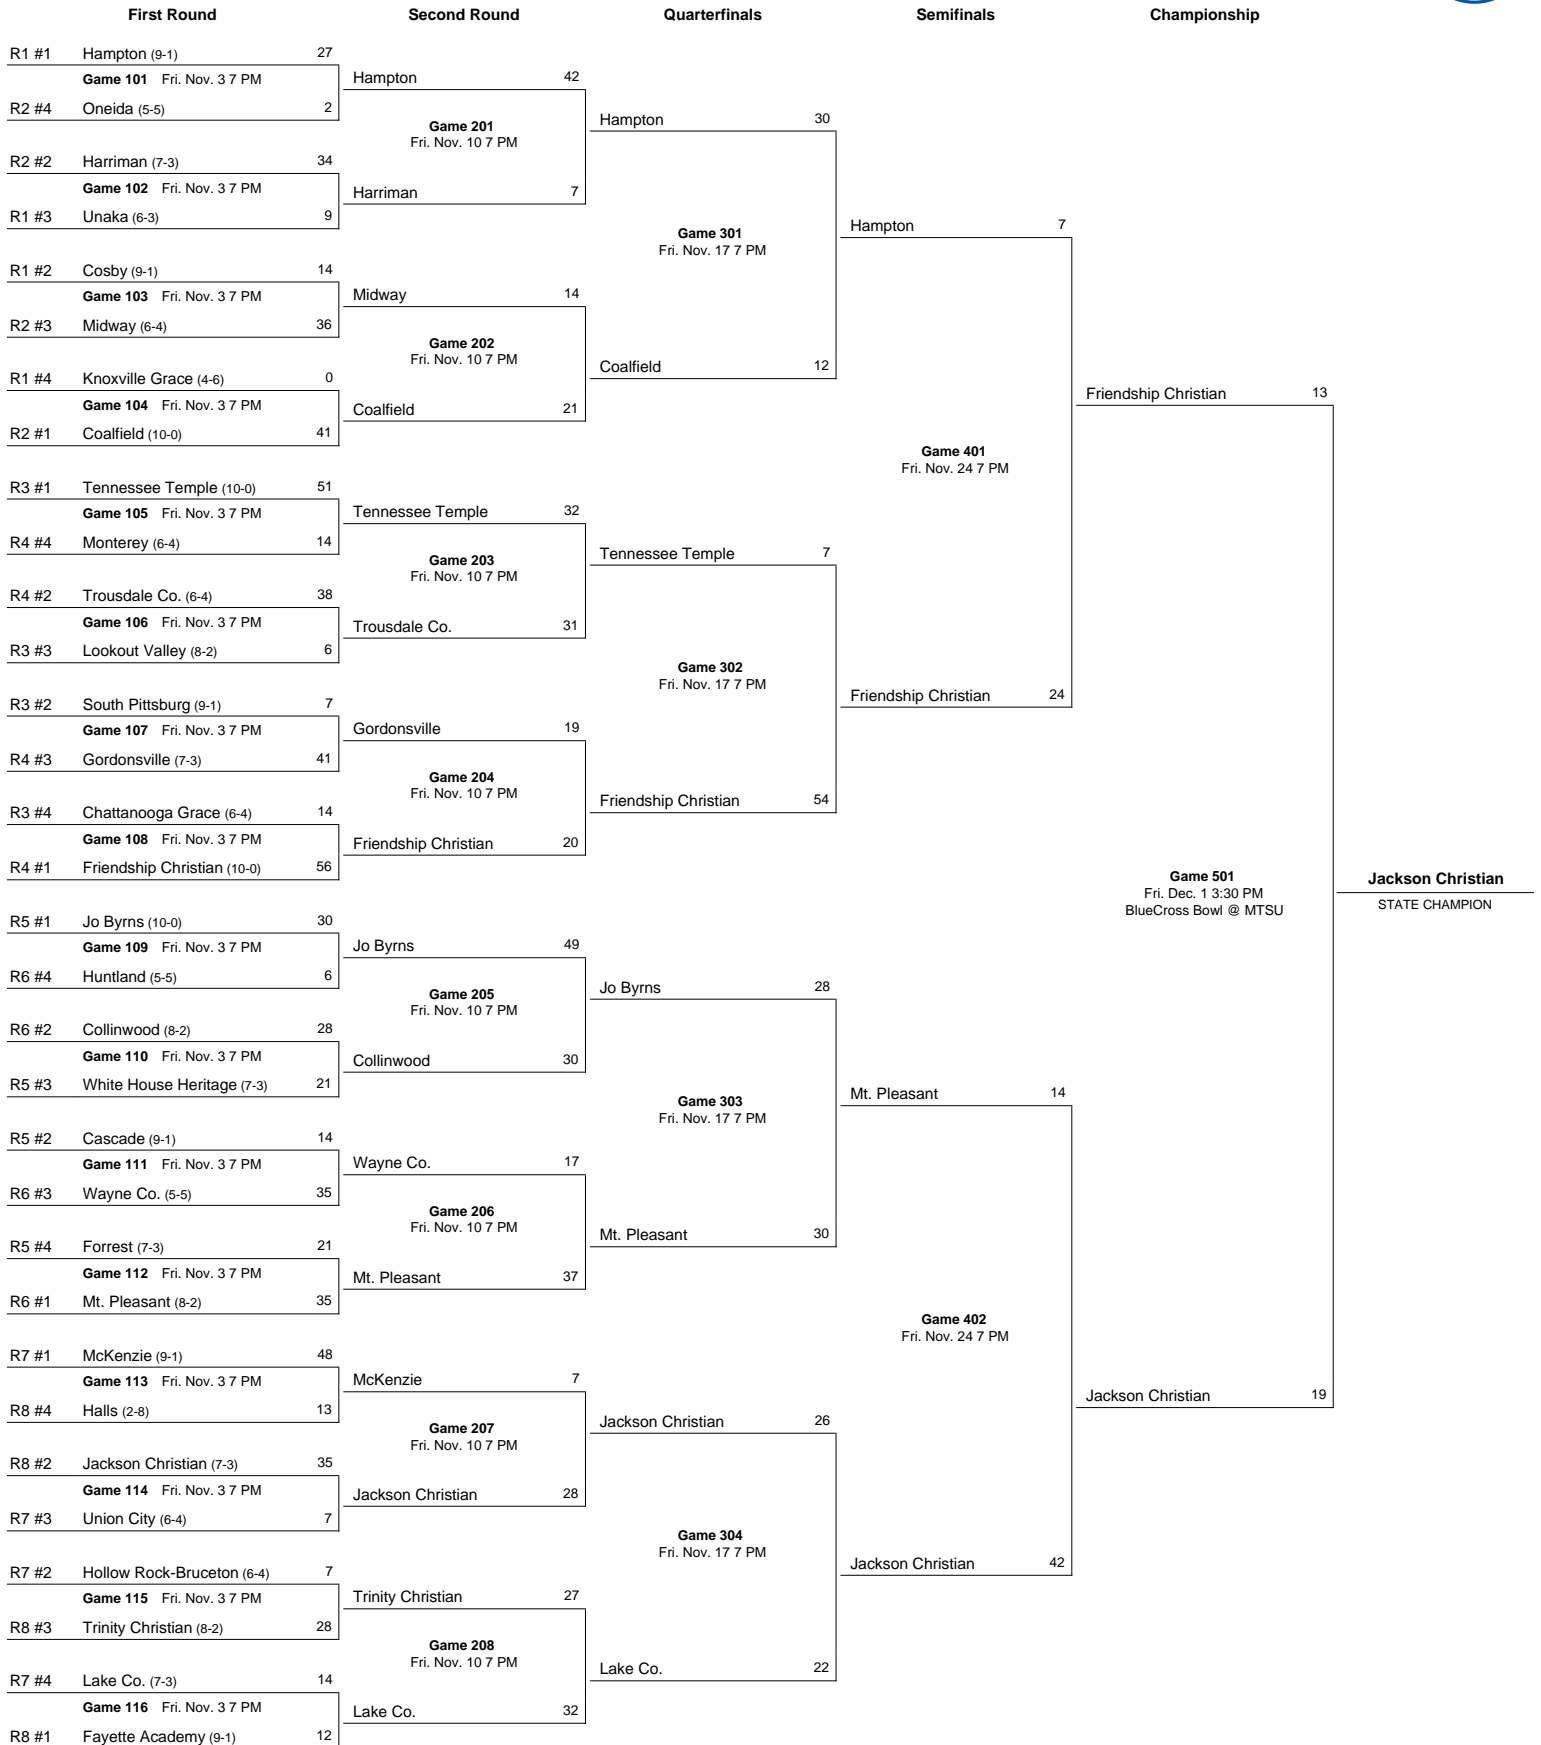 First Round Second Round Quarterfinals Semifinals Championship
R1 #1 Hampton (9-1) 27
Game 101 Fri. Nov. 3 7 PM
R2 #4 Oneida (5-5) 2
R2 #2 Harriman (7-3) 34
Game 102 Fri. Nov. 3 7 PM
R1 #3 Unaka (6-3) 9
R1 #2 Cosby (9-1) 14
Game 103 Fri. Nov. 3 7 PM
R2 #3 Midway (6-4) 36
R1 #4 Knoxville Grace (4-6) 0
Game 104 Fri. Nov. 3 7 PM
R2 #1 Coalfield (10-0) 41
R3 #1 Tennessee Temple (10-0) 51
Game 105 Fri. Nov. 3 7 PM
R4 #4 Monterey (6-4) 14
R4 #2 Trousdale Co. (6-4) 38
Game 106 Fri. Nov. 3 7 PM
R3 #3 Lookout Valley (8-2) 6
R3 #2 South Pittsburg (9-1) 7
Game 107 Fri. Nov. 3 7 PM
R4 #3 Gordonsville (7-3) 41
R3 #4 Chattanooga Grace (6-4) 14
Game 108 Fri. Nov. 3 7 PM
R4 #1 Friendship Christian (10-0) 56
R5 #1 Jo Byrns (10-0) 30
Game 109 Fri. Nov. 3 7 PM
R6 #4 Huntland (5-5) 6
R6 #2 Collinwood (8-2) 28
Game 110 Fri. Nov. 3 7 PM
R5 #3 White House Heritage (7-3) 21
R5 #2 Cascade (9-1) 14
Game 111 Fri. Nov. 3 7 PM
R6 #3 Wayne Co. (5-5) 35
R5 #4 Forrest (7-3) 21
Game 112 Fri. Nov. 3 7 PM
R6 #1 Mt. Pleasant (8-2) 35
R7 #1 McKenzie (9-1) 48
Game 113 Fri. Nov. 3 7 PM
R8 #4 Halls (2-8) 13
R8 #2 Jackson Christian (7-3) 35
Game 114 Fri. Nov. 3 7 PM
R7 #3 Union City (6-4) 7
R7 #2 Hollow Rock-Bruceton (6-4) 7
Game 115 Fri. Nov. 3 7 PM
R8 #3 Trinity Christian (8-2) 28
R7 #4 Lake Co. (7-3) 14
Game 116 Fri. Nov. 3 7 PM
R8 #1 Fayette Academy (9-1) 12
Hampton 42
Game 201
Fri. Nov. 10 7 PM
Harriman 7
Midway 14
Game 202
Fri. Nov. 10 7 PM
Coalfield 21
Tennessee Temple 32
Game 203
Fri. Nov. 10 7 PM
Trousdale Co. 31
Gordonsville 19
Game 204
Fri. Nov. 10 7 PM
Friendship Christian 20
Jo Byrns 49
Game 205
Fri. Nov. 10 7 PM
Collinwood 30
Wayne Co. 17
Game 206
Fri. Nov. 10 7 PM
Mt. Pleasant 37
McKenzie 7
Game 207
Fri. Nov. 10 7 PM
Jackson Christian 28
Trinity Christian 27
Game 208
Fri. Nov. 10 7 PM
Lake Co. 32
Hampton 30
Game 301
Fri. Nov. 17 7 PM
Coalfield 12
Tennessee Temple 7
Game 302
Fri. Nov. 17 7 PM
Friendship Christian 54
Jo Byrns 28
Game 303
Fri. Nov. 17 7 PM
Mt. Pleasant 30
Jackson Christian 26
Game 304
Fri. Nov. 17 7 PM
Lake Co. 22
Hampton 7
Game 401
Fri. Nov. 24 7 PM
Friendship Christian 24
Mt. Pleasant 14
Game 402
Fri. Nov. 24 7 PM
Jackson Christian 42
Friendship Christian 13
Game 501
Fri. Dec. 1 3:30 PM
BlueCross Bowl @ MTSU
Jackson Christian 19
Jackson Christian
STATE CHAMPION